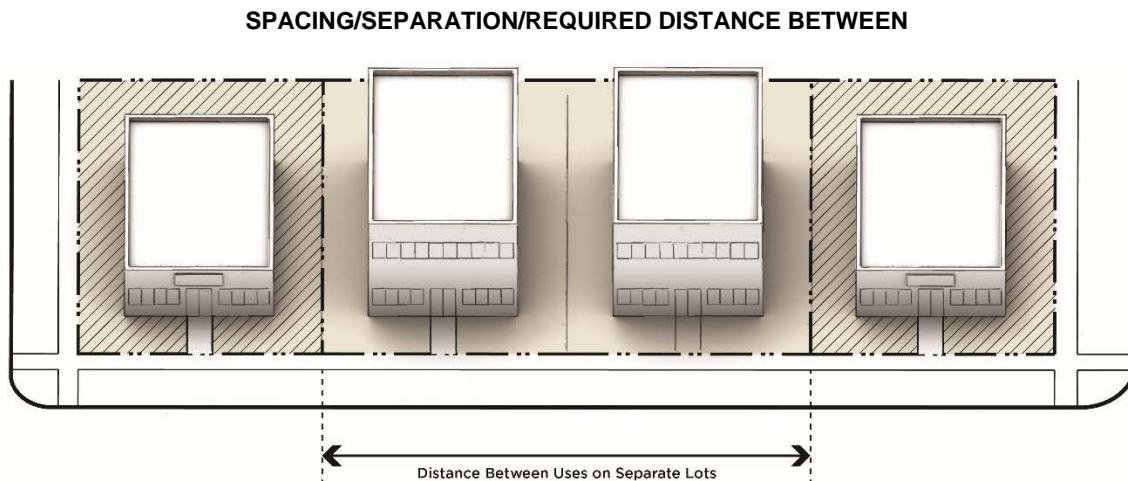 SPACING/SEPARATION/REQUIRED DISTANCE BETWEEN
Distance Between Uses on Separate Lots